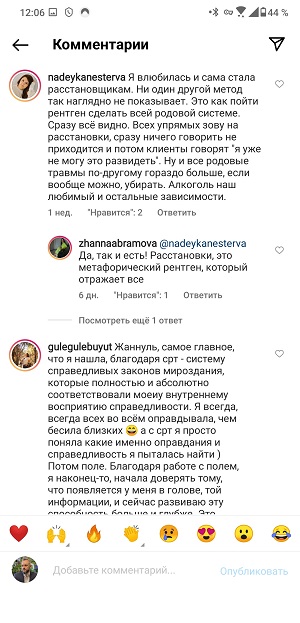 12:06
44 %
Комментарии
nadeykanesterva Я влюбилась и сама стала
расстановщикам. Ни один другой метод
так наглядно не показывает. Это как пойти
рентген сделать всей родовой системе.
Сразу всё видно. Всех упрямых зову на
расстановки, сразу ничего говорить не
приходится и потом клиенты говорят "я уже
не могу это развидеть". Ну и все родовые
травмы по-другому гораздо больше, если
вообще можно, убирать. Алкоголь наш
любимый и остальные зависимости.
1 нед. "Нравится": 2 Ответить
zhannaabramova @nadeykanesterva
Да, так и есть! Расстановки, это
метафорический рентген, который
отражает все
6 дн. "Нравится": 1 Ответить
Посмотреть ещё 1 ответ
gulegulebuyut Жаннуль, самое главное,
что я нашла, благодаря срт - систему
справедливых законов мироздания,
которые полностью и абсолютно
соответствовали моеиу внутреннему
восприятию справедливости. Я всегда,
всегда всех во всём оправдывала, чем
бесила близких 😄 а с срт я просто
поняла какие именно оправдания и
справедливость я пыталась найти )
Потом поле. Благодаря работе с полем,
я наконец-то, начала доверять тому,
что появляется у меня в голове, той
информации, и сейчас развиваю эту
способность больше и глубже. Это
❤️ 🙌 🔥 👏 😢 😍 😮 😂
Добавьте комментарий... Опубликовать